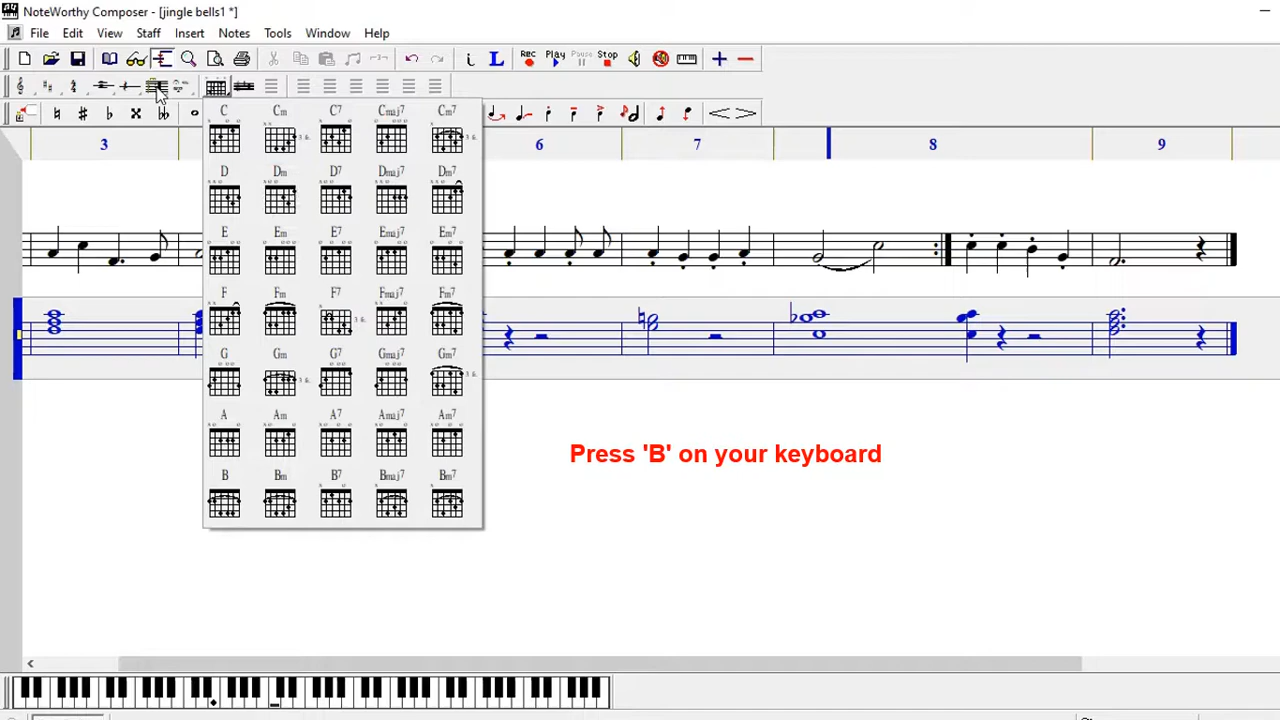 NoteWorthy Composer - [jingle bells1 *]
File Edit View Staff Insert Notes Tools Window Help
Rec Play Pause Stop
C Cm C7 Cmaj7 Cm7
3 6 7 8 9
D Dm D7 Dmaj7 Dm7
E Em E7 Emaj7 Em7
F Fm F7 Fmaj7 Fm7
G Gm G7 Gmaj7 Gm7
A Am A7 Amaj7 Am7
Press 'B' on your keyboard
B Bm B7 Bmaj7 Bm7